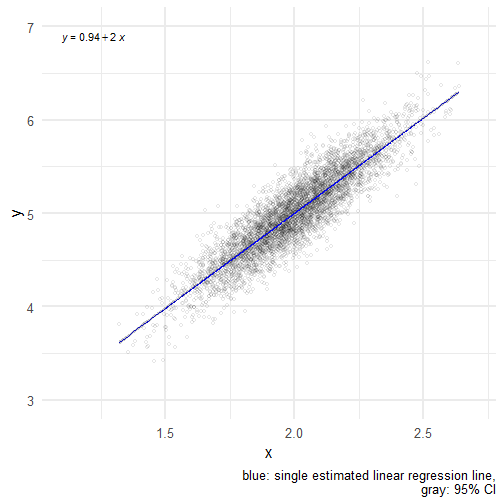 y = 0.94+2 x
7
6
5
4
3
y
1.5 2.0 2.5
x
blue: single estimated linear regression line,
gray: 95% CI